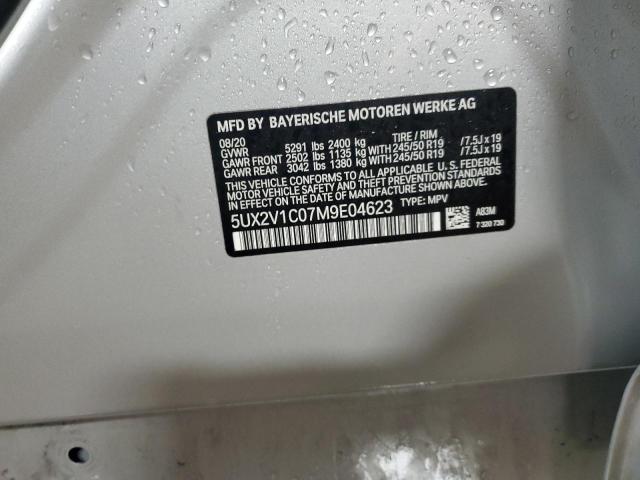 MFD BY BAYERISCHE MOTOREN WERKE AG
08/20 TIRE / RIM
GVWR 5291 lbs 2400 kg
GAWR FRONT 2502 lbs 1135 kg WITH 245/50 R19 / 7.5J x 19
GAWR REAR 3042 lbs 1380 kg WITH 245/50 R19 / 7.5J x 19
THIS VEHICLE CONFORMS TO ALL APPLICABLE U.S. FEDERAL
MOTOR VEHICLE SAFETY, BUMPER, AND THEFT PREVENTION
STANDARDS IN EFFECT ON THE DATE OF MANUFACTURE SHOWN ABOVE.
5UX2V1C07M9E04623 TYPE: MPV
A83M
7 320 730